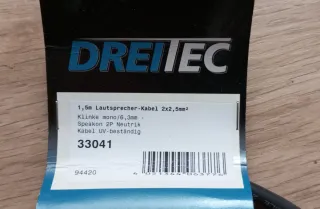 DREITEC
1,5m Lautsprecher-Kabel 2x2,5mm²
Klinke mono/6,3mm -
Speakon 2P Neutrik
Kabel UV-beständig
33041
94420